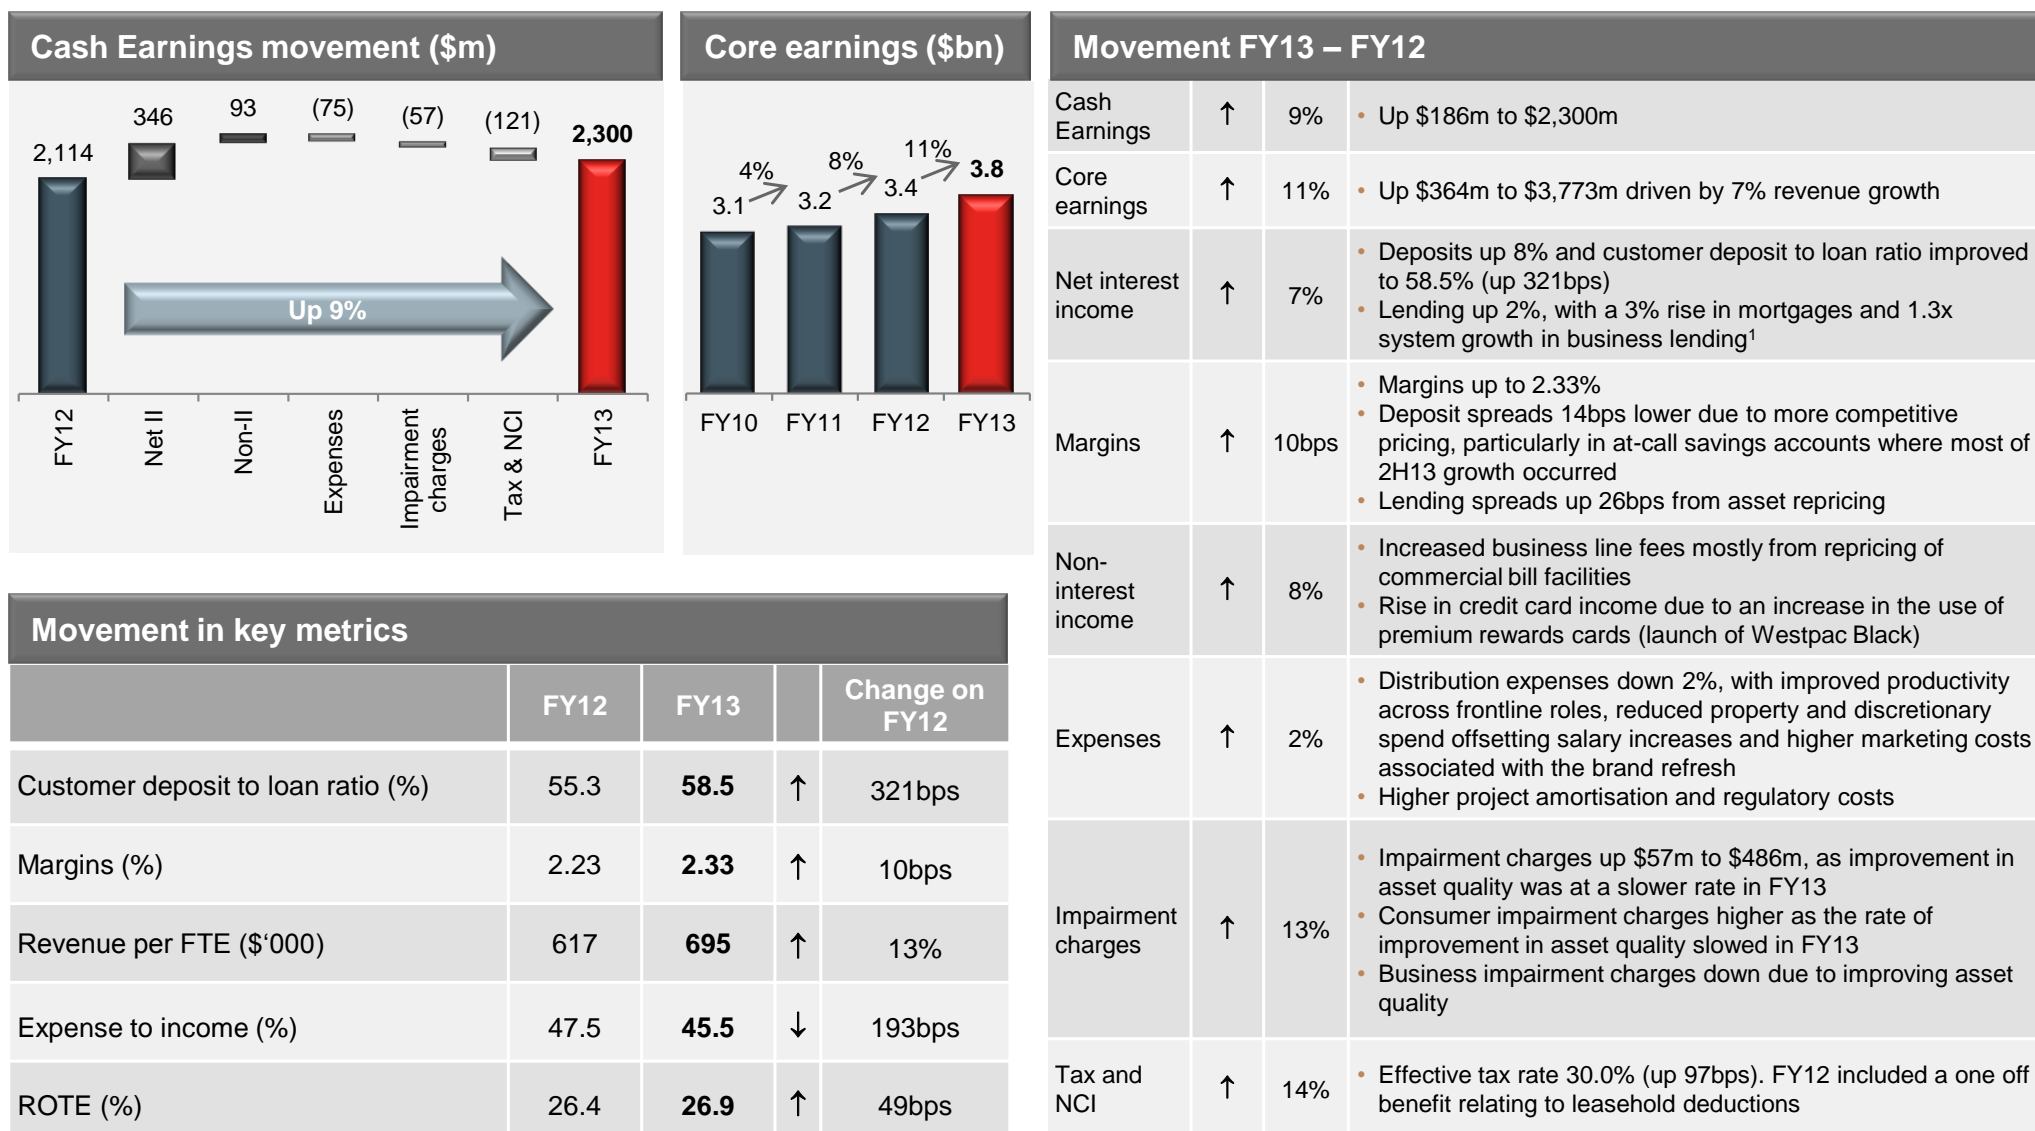 Cash Earnings movement ($m)
2,114
346
93
(75)
(57)
(121)
2,300
Up 9%
FY12
Net II
Non-II
Expenses
Impairment
charges
Tax & NCI
FY13
Core earnings ($bn)
3.1
4%
3.2
8%
3.4
11%
3.8
FY10
FY11
FY12
FY13
Movement in key metrics
FY12 FY13 Change on
FY12
Customer deposit to loan ratio (%) 55.3 58.5 ↑ 321bps
Margins (%) 2.23 2.33 ↑ 10bps
Revenue per FTE ($‘000) 617 695 ↑ 13%
Expense to income (%) 47.5 45.5 ↓ 193bps
ROTE (%) 26.4 26.9 ↑ 49bps
Movement FY13 – FY12
Cash
Earnings
↑ 9%
• Up $186m to $2,300m
Core
earnings
↑ 11%
• Up $364m to $3,773m driven by 7% revenue growth
Net interest
income
↑ 7%
• Deposits up 8% and customer deposit to loan ratio improved
to 58.5% (up 321bps)
• Lending up 2%, with a 3% rise in mortgages and 1.3x
system growth in business lending¹
Margins
↑ 10bps
• Margins up to 2.33%
• Deposit spreads 14bps lower due to more competitive
pricing, particularly in at-call savings accounts where most of
2H13 growth occurred
• Lending spreads up 26bps from asset repricing
Non-
interest
income
↑ 8%
• Increased business line fees mostly from repricing of
commercial bill facilities
• Rise in credit card income due to an increase in the use of
premium rewards cards (launch of Westpac Black)
Expenses
↑ 2%
• Distribution expenses down 2%, with improved productivity
across frontline roles, reduced property and discretionary
spend offsetting salary increases and higher marketing costs
associated with the brand refresh
• Higher project amortisation and regulatory costs
Impairment
charges
↑ 13%
• Impairment charges up $57m to $486m, as improvement in
asset quality was at a slower rate in FY13
• Consumer impairment charges higher as the rate of
improvement in asset quality slowed in FY13
• Business impairment charges down due to improving asset
quality
Tax and
NCI
↑ 14%
• Effective tax rate 30.0% (up 97bps). FY12 included a one off
benefit relating to leasehold deductions